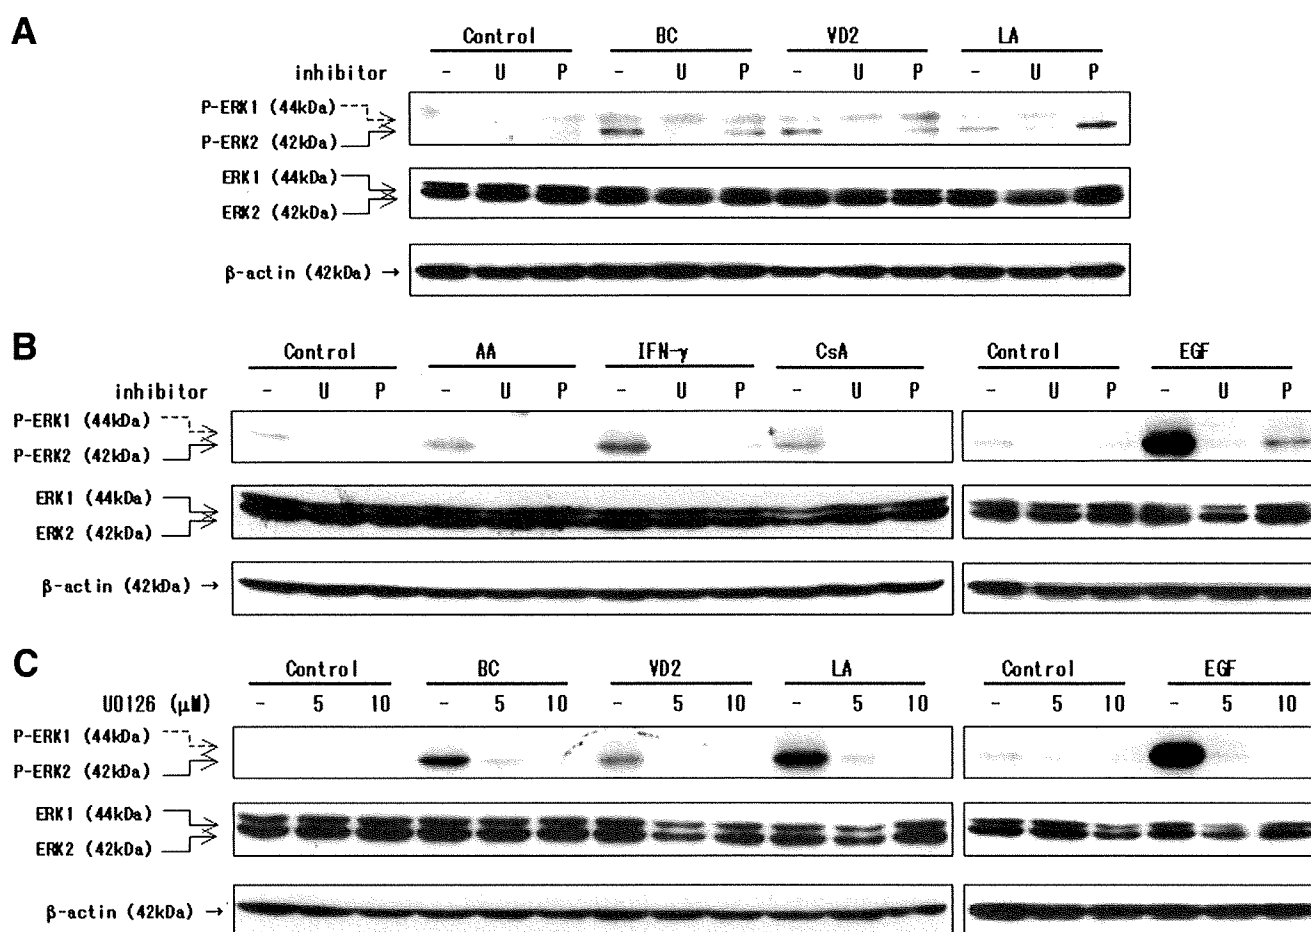 A
Control BC VD2 LA
inhibitor - U P - U P - U P - U P
P-ERK1 (44kDa)
P-ERK2 (42kDa)
ERK1 (44kDa)
ERK2 (42kDa)
β-actin (42kDa) →
B
Control AA IFN-γ CsA Control EGF
inhibitor - U P - U P - U P - U P - U P - U P
P-ERK1 (44kDa)
P-ERK2 (42kDa)
ERK1 (44kDa)
ERK2 (42kDa)
β-actin (42kDa) →
C
Control BC VD2 LA Control EGF
U0126 (μM) - 5 10 - 5 10 - 5 10 - 5 10 - 5 10 - 5 10
P-ERK1 (44kDa)
P-ERK2 (42kDa)
ERK1 (44kDa)
ERK2 (42kDa)
β-actin (42kDa) →